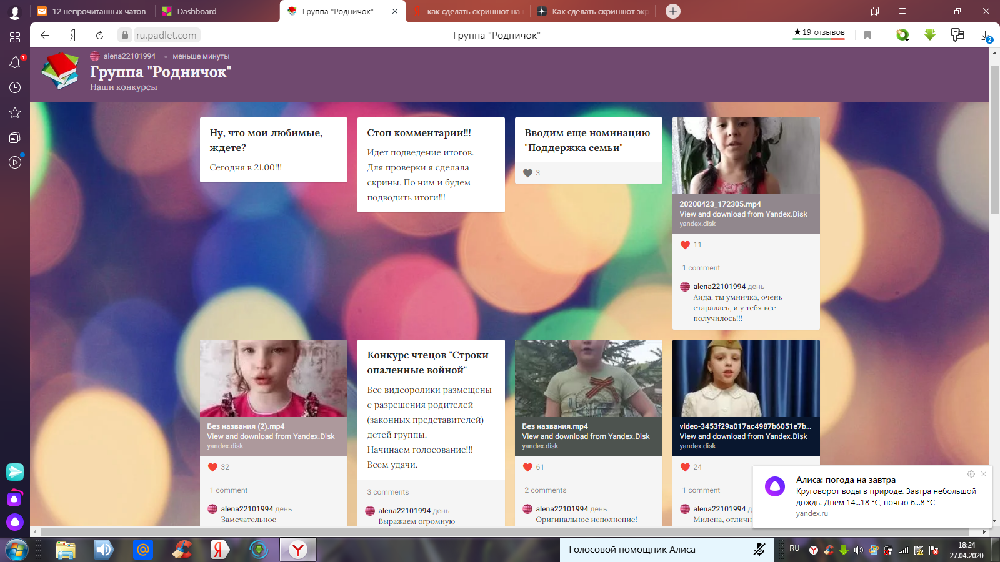 12 непрочитанных чатов
Dashboard
Группа "Родничок"
как сделать скриншот на
Как сделать скриншот экр
ru.padlet.com
Группа "Родничок"
★19 отзывов
2
1
alena22101994 • меньше минуты
Группа "Родничок"
Наши конкурсы
Ну, что мои любимые,
ждете?
Сегодня в 21.00!!!
Стоп комментарии!!!
Идет подведение итогов.
Для проверки я сделала
скрины. По ним и будем
подводить итоги!!!
Вводим еще номинацию
"Поддержка семьи"
3
20200423_172305.mp4
View and download from Yandex.Disk
yandex.disk
11
1 comment
alena22101994 день
Аида, ты умничка, очень
старалась, и у тебя все
получилось!!!
Без названия (2).mp4
View and download from Yandex.Disk
yandex.disk
32
1 comment
alena22101994 день
Замечательное
Конкурс чтецов "Строки
опаленные войной"
Все видеоролики размещены
с разрешения родителей
(законных представителей)
детей группы.
Начинаем голосование!!!
Всем удачи.
3 comments
alena22101994 день
Выражаем огромную
Без названия.mp4
View and download from Yandex.Disk
yandex.disk
61
2 comments
alena22101994 день
Оригинальное исполнение!
video-3453f29a017ac4987b6051e7b...
View and download from Yandex.Disk
yandex.disk
24
1 comment
alena22101994
Милена, отличн
Алиса: погода на завтра
Круговорот воды в природе. Завтра небольшой
дождь. Днём 14...18 °C, ночью 6...8 °C
yandex.ru
Голосовой помощник Алиса
RU
18:24
27.04.2020